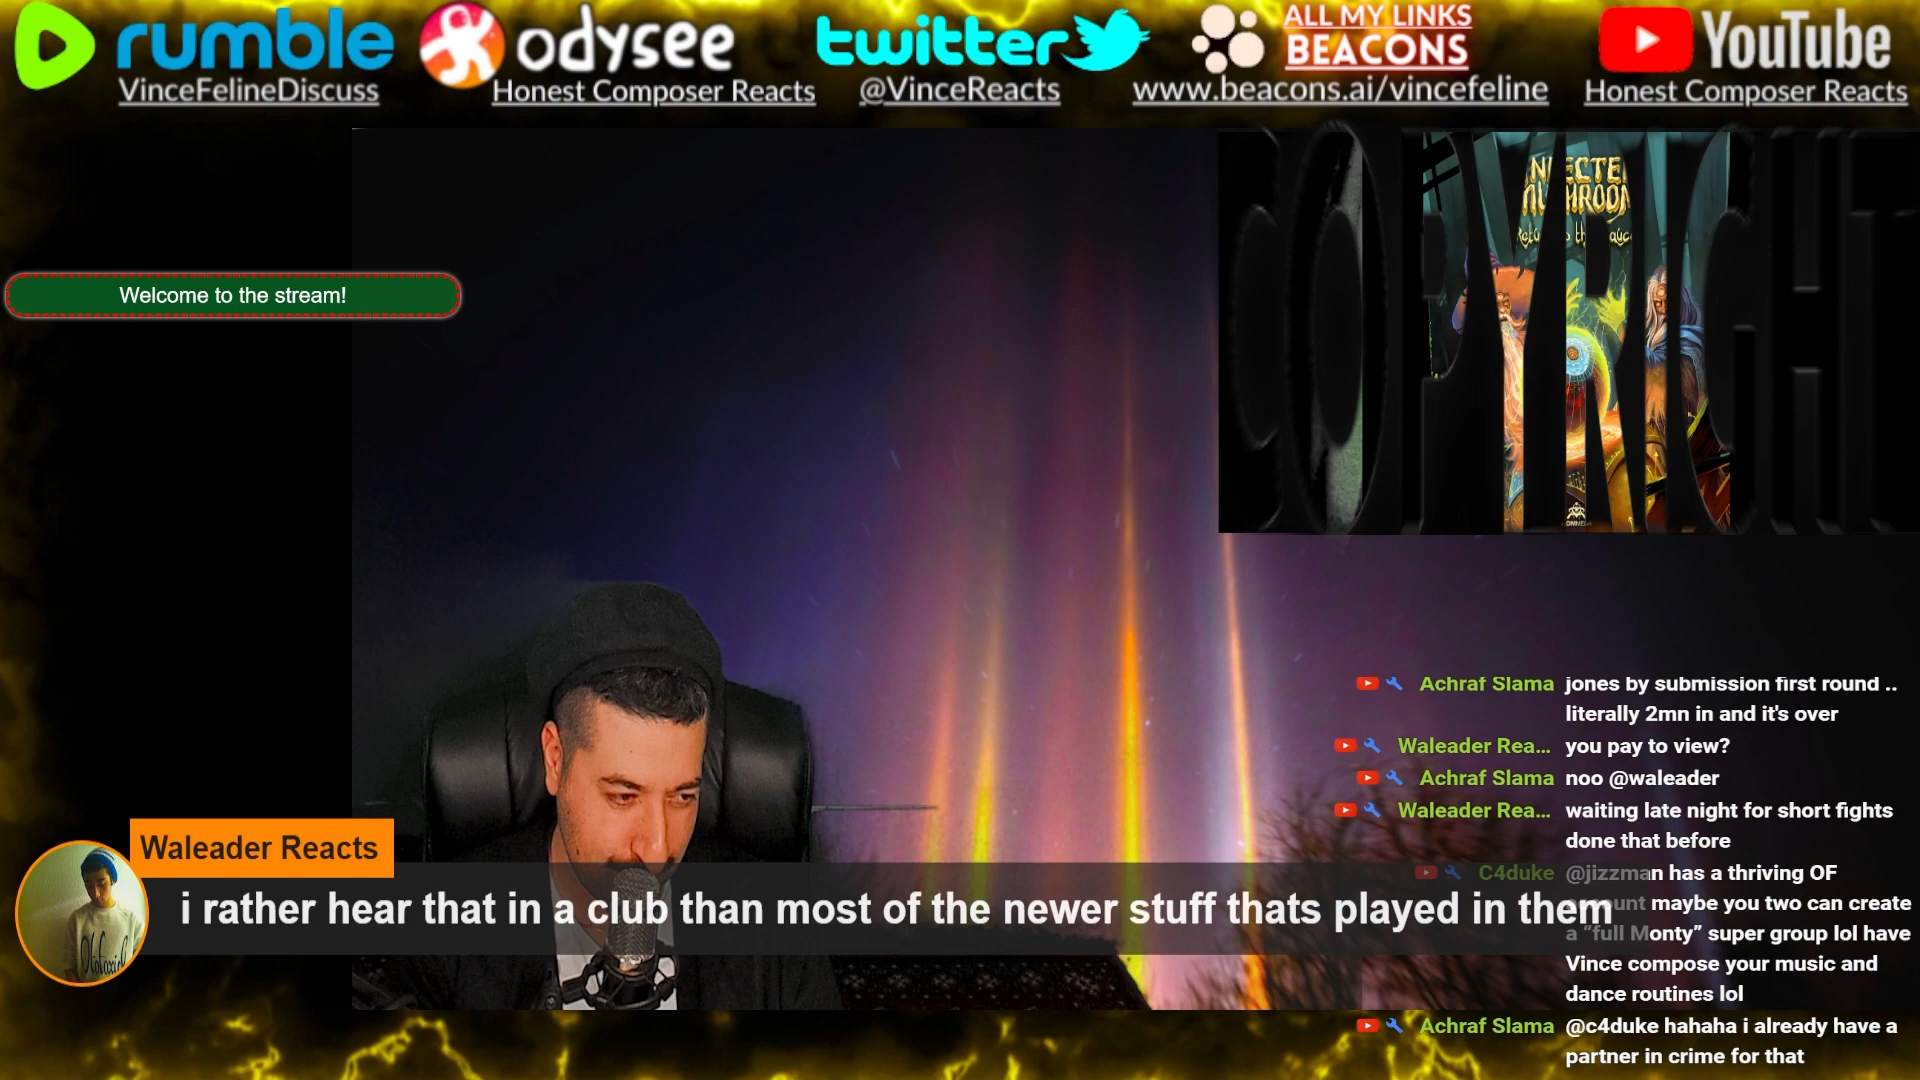 rumble
VinceFelineDiscuss
odysee
Honest Composer Reacts
twitter
@VinceReacts
ALL MY LINKS
BEACONS
www.beacons.ai/vincefeline
YouTube
Honest Composer Reacts
COPYRIGHT
Welcome to the stream!
Achraf Slama jones by submission first round ..
literally 2mn in and it's over
Waleader Rea... you pay to view?
Achraf Slama noo @waleader
Waleader Rea... waiting late night for short fights
done that before
C4duke @jizzman has a thriving OF
account maybe you two can create
a “full Monty” super group lol have
Vince compose your music and
dance routines lol
Achraf Slama @c4duke hahaha i already have a
partner in crime for that
Waleader Reacts
i rather hear that in a club than most of the newer stuff thats played in them